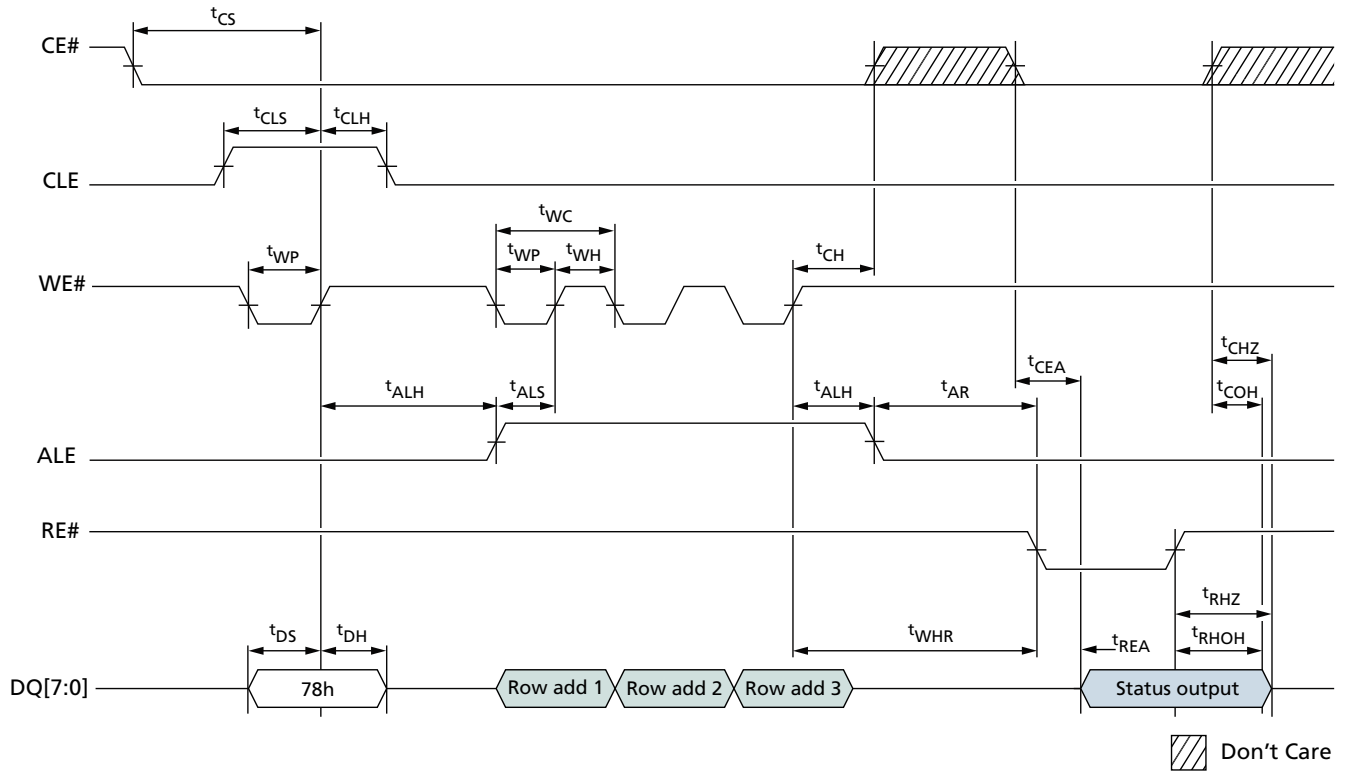 tCS
CE#
tCLS tCLH
CLE
tWC
tWP tWP tWH tCH
WE#
tCHZ
tCEA
tALH tALS tALH tAR tCOH
ALE
RE#
tRHZ
tDS tDH tWHR tREA tRHOH
DQ[7:0] 78h Row add 1 Row add 2 Row add 3 Status output
Don't Care